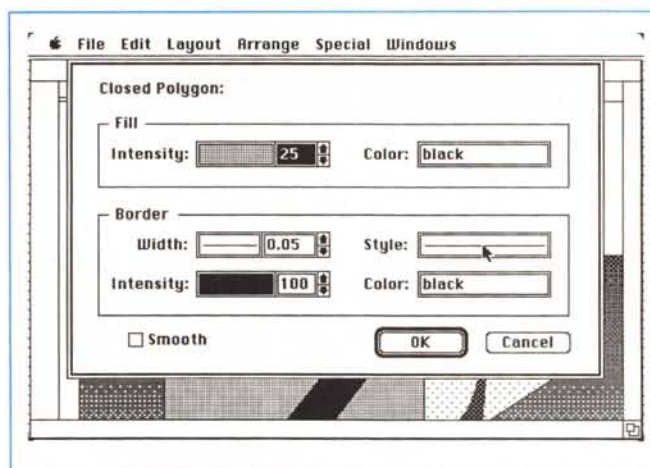 File Edit Layout Arrange Special Windows
Closed Polygon:
Fill
Intensity: 25 Color: black
Border
Width: 0.05 Style:
Intensity: 100 Color: black
Smooth OK Cancel